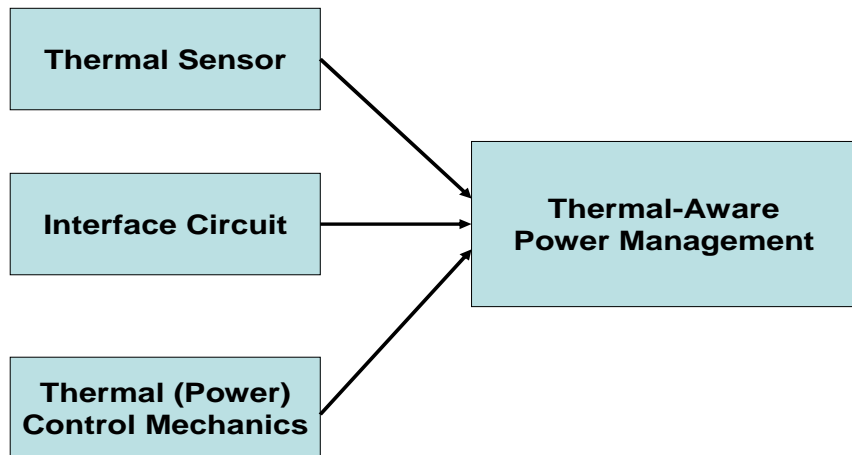 Thermal Sensor
Interface Circuit
Thermal (Power)
Control Mechanics
Thermal-Aware
Power Management